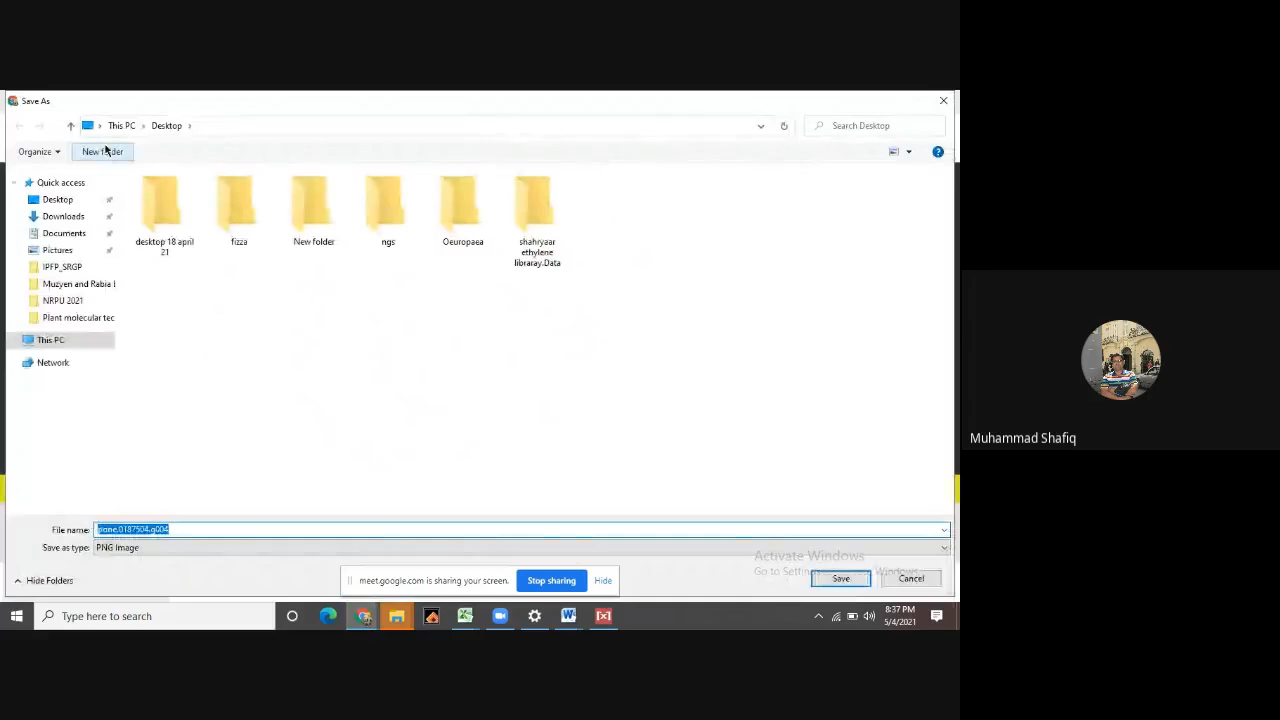 Save As
This PC › Desktop ›
Search Desktop
Organize
New folder
Quick access
Desktop
Downloads
Documents
Pictures
IPFP_SRGP
Muzyen and Rabia
NRPU 2021
Plant molecular tec
This PC
Network
desktop 18 april
21
fizza
New folder
ngs
Oeuropaea
shahryaar
ethylene
libraray.Data
Muhammad Shafiq
File name:
Save as type:
PNG Image
Hide Folders
meet.google.com is sharing your screen.
Stop sharing
Hide
Activate Windows
Go to Settings Windows.
Save
Cancel
Type here to search
8:37 PM
5/4/2021